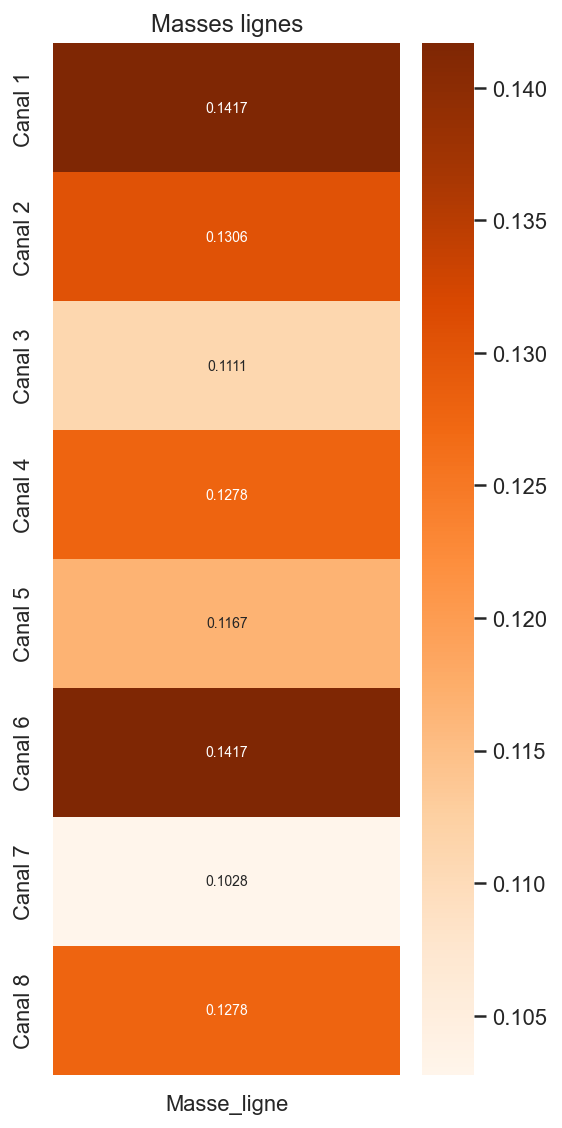 Masses lignes
Canal 1
0.1417
Canal 2
0.1306
Canal 3
0.1111
Canal 4
0.1278
Canal 5
0.1167
Canal 6
0.1417
Canal 7
0.1028
Canal 8
0.1278
Masse_ligne
0.140
0.135
0.130
0.125
0.120
0.115
0.110
0.105